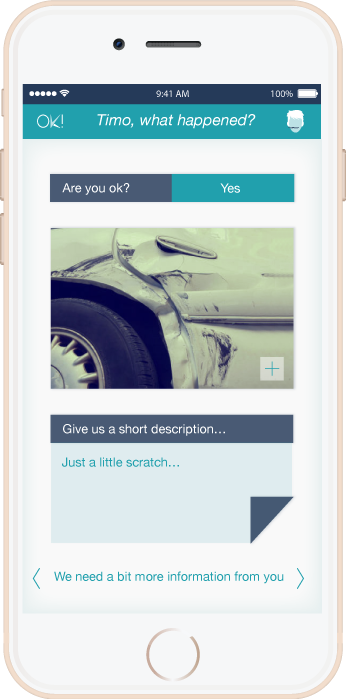 9:41 AM 100%
OK! Timo, what happened?
Are you ok? Yes
Give us a short description...
Just a little scratch...
We need a bit more information from you